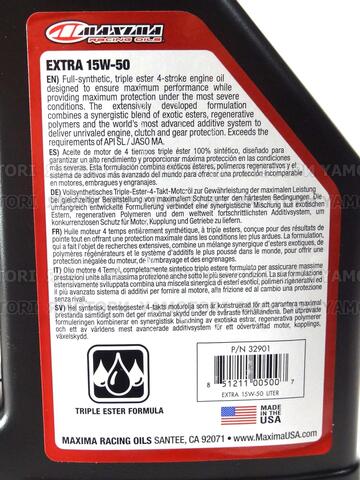 MAXIMA
RACING OILS
EXTRA 15W-50
EN) Full-synthetic, triple ester 4-stroke engine oil
designed to ensure maximum performance while
providing maximum protection under the most severe
conditions. The extensively developed formulation
combines a synergistic blend of exotic esters, regenerative
polymers and the world's most advanced additive system to
deliver unrivaled engine, clutch and gear protection. Exceeds the
requirements of API SL / JASO MA.
ES) Aceite de motor de 4 tiempos triple éster 100% sintético, diseñado para
garantizar un alto rendimiento y proporcionar máxima protección en las condiciones
más severas. Esta formulación combina exóticos ésteres, polímeros regenerativos y el
sistema de aditivos más avanzado del mundo para ofrecer una protección incomparable
en motores, embragues y engranajes.
DE) Vollsynthetisches Triple-Ester-4-Takt-Motoröl zur Gewährleistung der maximalen Leistung
bei gleichzeitiger Bereitstellung von maximalem Schutz unter den härtesten Bedingungen. Die
umfangreich entwickelte Formulierung verbindet eine synergistische Mischung aus exotischen
Estern, regenerativen Polymeren und dem weltweit fortschrittlichsten Additivsystem, um
konkurrenzlosen Schutz für Motor, Kupplung und Getriebe zu bieten.
FR) Huile moteur 4 temps entièrement synthétique, à triple esters, conçue pour des résultats
de pointe tout en offrant une protection maximale dans les conditions les plus ardues. La formulation,
qui a fait l'objet de recherches extensives, combine un mélange synergique d'esters exotiques, de
polymères régénérateurs et le système d'additifs le plus poussé dans le monde, pour une
protection inégalée du moteur, de l'embrayage et des engrenages.
IT) Olio motore 4 Tempi, completamente sintetico triplo estere formulato per assicurare massime
prestazioni unite alla massima protezione anche sotto le più severe condizioni. La formulazione
estensivamente sviluppata combina una miscela sinergica di esteri esotici, polimeri rigeneranti ed
il più avanzato sistema di additivi per fornire al motore, alla frizione ed al cambio una protezione
senza rivali.
SV) Hel syntetisk, trippelester 4-takts motorolja som är konstruerad för att garantera maximal
prestanda samtidigt som det ger maximal skydd under de svåraste förhållanden. Den utvecklade
formuleringen kombinerar en synergistisk blandning av exotiska estrar, regenerativa polymerer
och världens mest avancerade additivsystem för att ge ett oöverträffat motor, koppling och
växellådsskydd.
TRIPLE ESTER FORMULA
P/N 32901
8 51211 00500 7
EXTRA 15W-50 LITER
MADE
IN THE
USA
MAXIMA RACING OILS SANTEE, CA 92071 • www.MaximaUSA.com